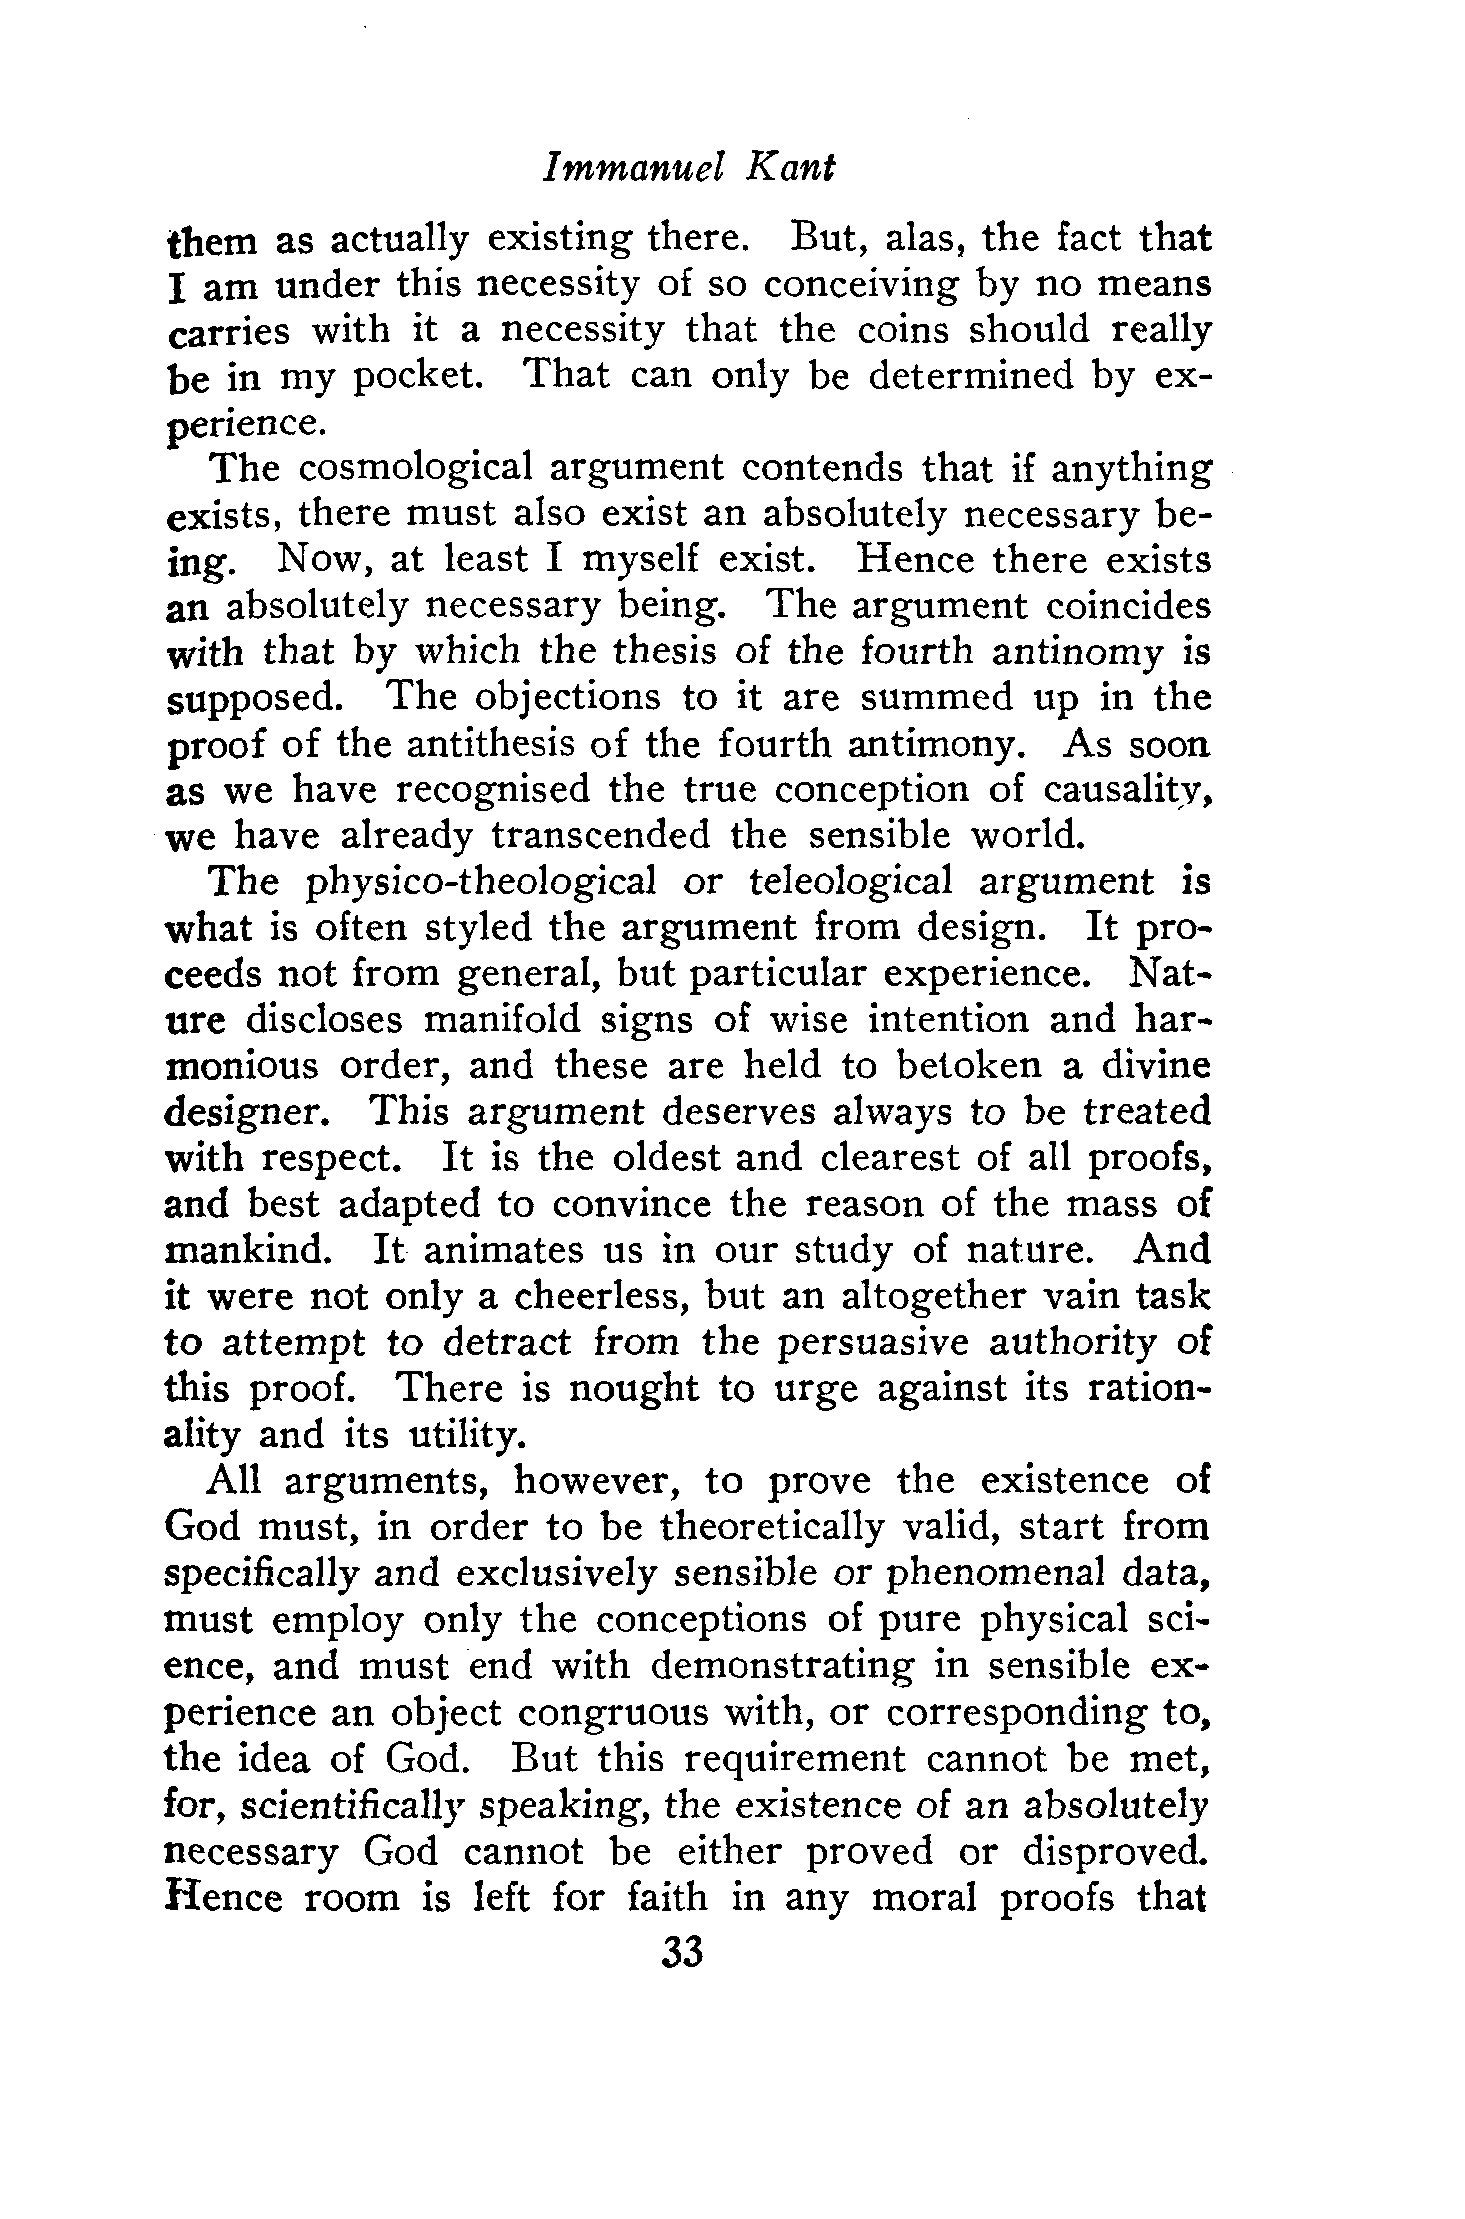 Immanuel Kant
them as actually existing there. But, alas, the fact that
I am under this necessity of so conceiving by no means
carries with it a necessity that the coins should really
be in my pocket. That can only be determined by ex-
perience.
The cosmological argument contends that if anything
exists, there must also exist an absolutely necessary be-
ing. Now, at least I myself exist. Hence there exists
an absolutely necessary being. The argument coincides
with that by which the thesis of the fourth antinomy is
supposed. The objections to it are summed up in the
proof of the antithesis of the fourth antimony. As soon
as we have recognised the true conception of causality,
we have already transcended the sensible world.
The physico-theological or teleological argument is
what is often styled the argument from design. It pro-
ceeds not from general, but particular experience. Nat-
ure discloses manifold signs of wise intention and har-
monious order, and these are held to betoken a divine
designer. This argument deserves always to be treated
with respect. It is the oldest and clearest of all proofs,
and best adapted to convince the reason of the mass of
mankind. It animates us in our study of nature. And
it were not only a cheerless, but an altogether vain task
to attempt to detract from the persuasive authority of
this proof. There is nought to urge against its ration-
ality and its utility.
All arguments, however, to prove the existence of
God must, in order to be theoretically valid, start from
specifically and exclusively sensible or phenomenal data,
must employ only the conceptions of pure physical sci-
ence, and must end with demonstrating in sensible ex-
perience an object congruous with, or corresponding to,
the idea of God. But this requirement cannot be met,
for, scientifically speaking, the existence of an absolutely
necessary God cannot be either proved or disproved.
Hence room is left for faith in any moral proofs that
33